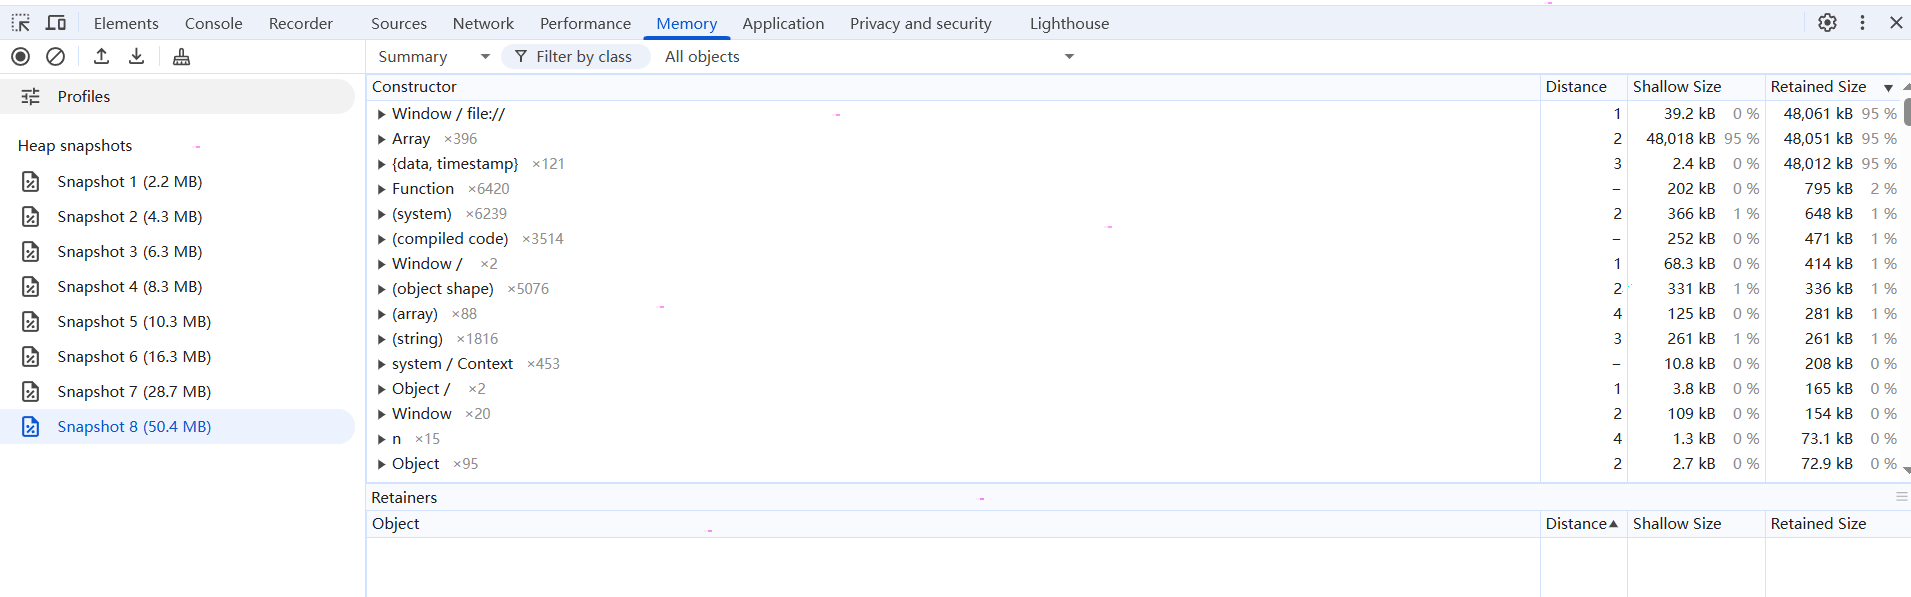 Elements Console Recorder Sources Network Performance Memory Application Privacy and security Lighthouse
Summary Filter by class All objects
Profiles
Heap snapshots
Snapshot 1 (2.2 MB)
Snapshot 2 (4.3 MB)
Snapshot 3 (6.3 MB)
Snapshot 4 (8.3 MB)
Snapshot 5 (10.3 MB)
Snapshot 6 (16.3 MB)
Snapshot 7 (28.7 MB)
Snapshot 8 (50.4 MB)
Constructor Distance Shallow Size Retained Size
Window / file:// 1 39.2 kB 0 % 48,061 kB 95 %
Array ×396 2 48,018 kB 95 % 48,051 kB 95 %
{data, timestamp} ×121 3 2.4 kB 0 % 48,012 kB 95 %
Function ×6420 – 202 kB 0 % 795 kB 2 %
(system) ×6239 2 366 kB 1 % 648 kB 1 %
(compiled code) ×3514 – 252 kB 0 % 471 kB 1 %
Window / ×2 1 68.3 kB 0 % 414 kB 1 %
(object shape) ×5076 2 331 kB 1 % 336 kB 1 %
(array) ×88 4 125 kB 0 % 281 kB 1 %
(string) ×1816 3 261 kB 1 % 261 kB 1 %
system / Context ×453 – 10.8 kB 0 % 208 kB 0 %
Object / ×2 1 3.8 kB 0 % 165 kB 0 %
Window ×20 2 109 kB 0 % 154 kB 0 %
n ×15 4 1.3 kB 0 % 73.1 kB 0 %
Object ×95 2 2.7 kB 0 % 72.9 kB 0 %
Retainers
Object Distance Shallow Size Retained Size